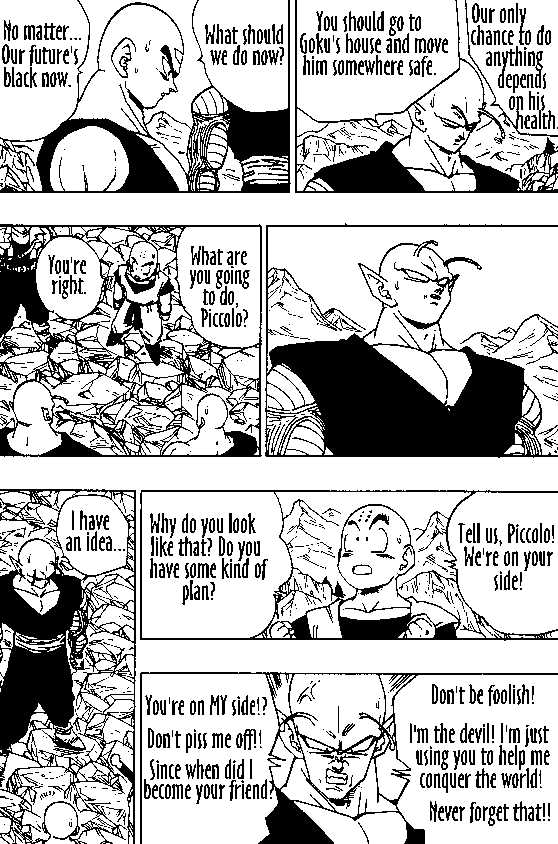 No matter...
Our future's
black now.
What should
we do now?
You should go to
Goku's house and move
him somewhere safe.
Our only
chance to do
anything
depends
on his
health.
You're
right.
What are
you going
to do,
Piccolo?
I have
an idea...
Why do you look
like that? Do you
have some kind of
plan?
Tell us, Piccolo!
We're on your
side!
You're on MY side!?
Don't piss me off!!
Since when did I
become your friend?
Don't be foolish!
I'm the devil! I'm just
using you to help me
conquer the world!
Never forget that!!